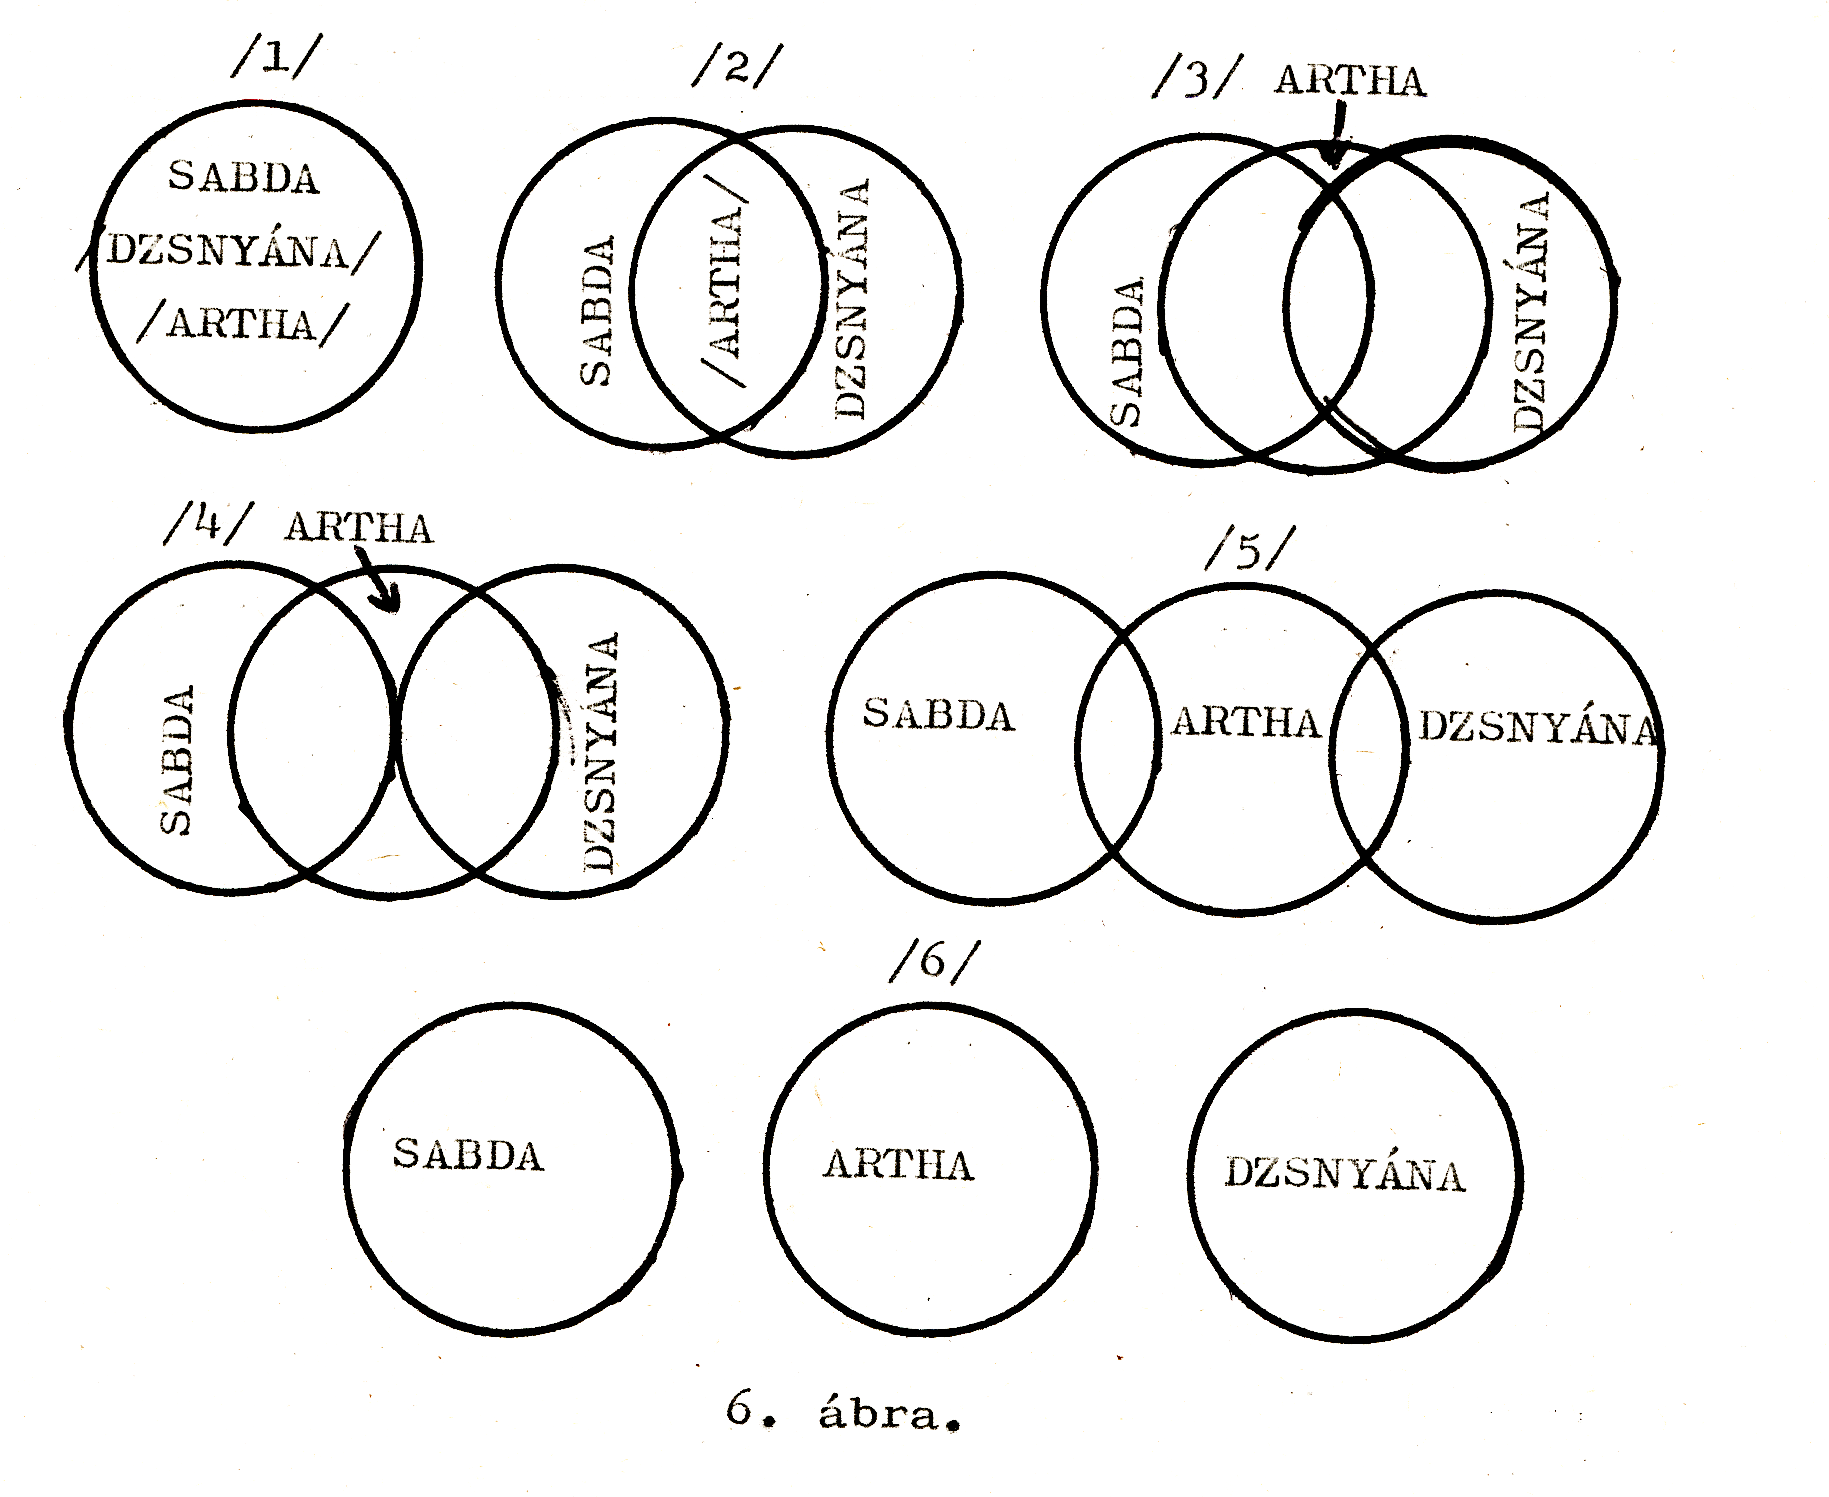 /1/
SABDA
/DZSNYÁNA/
/ARTHA/
/2/
SABDA
/ARTHA/
DZSNYÁNA
/3/ ARTHA
SABDA
DZSNYÁNA
/4/ ARTHA
SABDA
DZSNYÁNA
/5/
SABDA
ARTHA
DZSNYÁNA
/6/
SABDA
ARTHA
DZSNYÁNA
6. ábra.